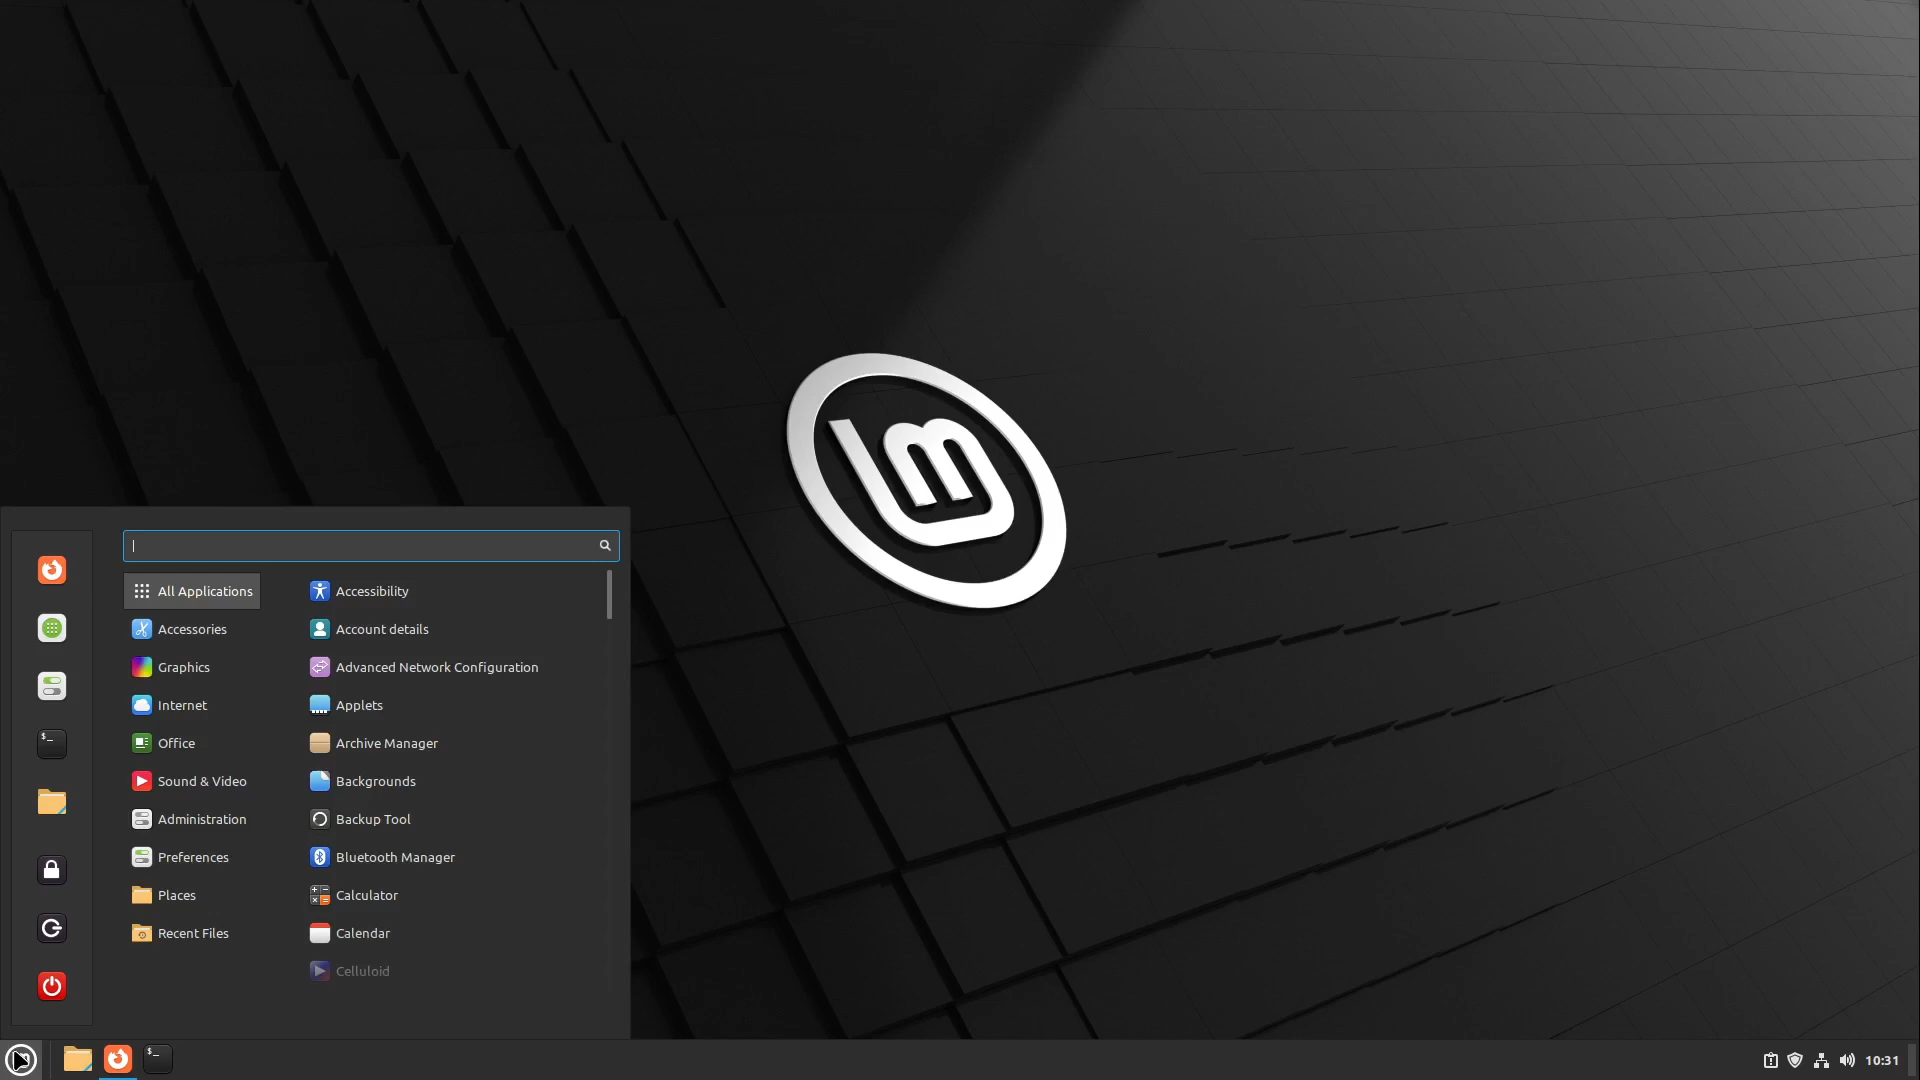 All Applications
Accessories
Graphics
Internet
Office
Sound & Video
Administration
Preferences
Places
Recent Files
Accessibility
Account details
Advanced Network Configuration
Applets
Archive Manager
Backgrounds
Backup Tool
Bluetooth Manager
Calculator
Calendar
Celluloid
10:31